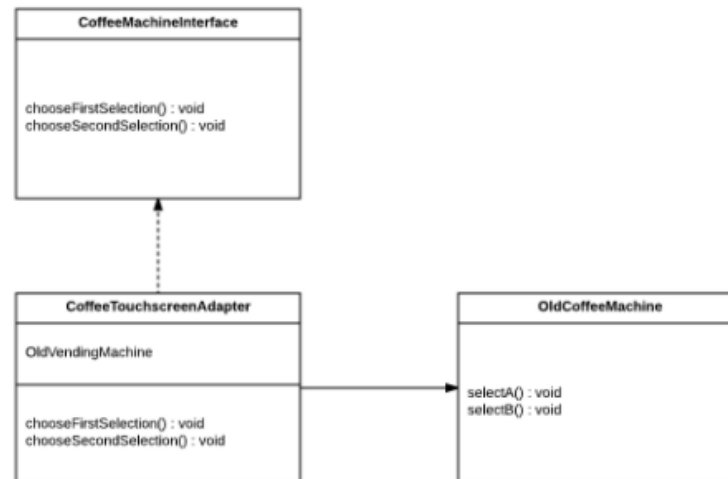 CoffeeMachineInterface
chooseFirstSelection() : void
chooseSecondSelection() : void
CoffeeTouchscreenAdapter
OldVendingMachine
chooseFirstSelection() : void
chooseSecondSelection() : void
OldCoffeeMachine
selectA() : void
selectB() : void